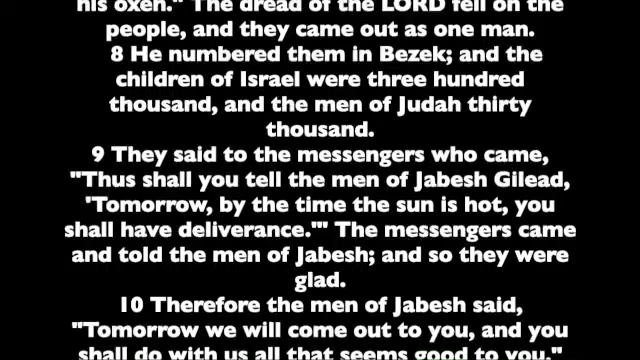 his oxen." The dread of the LORD fell on the
people, and they came out as one man.
8 He numbered them in Bezek; and the
children of Israel were three hundred
thousand, and the men of Judah thirty
thousand.
9 They said to the messengers who came,
"Thus shall you tell the men of Jabesh Gilead,
'Tomorrow, by the time the sun is hot, you
shall have deliverance.'" The messengers came
and told the men of Jabesh; and so they were
glad.
10 Therefore the men of Jabesh said,
"Tomorrow we will come out to you, and you
shall do with us all that seems good to you."